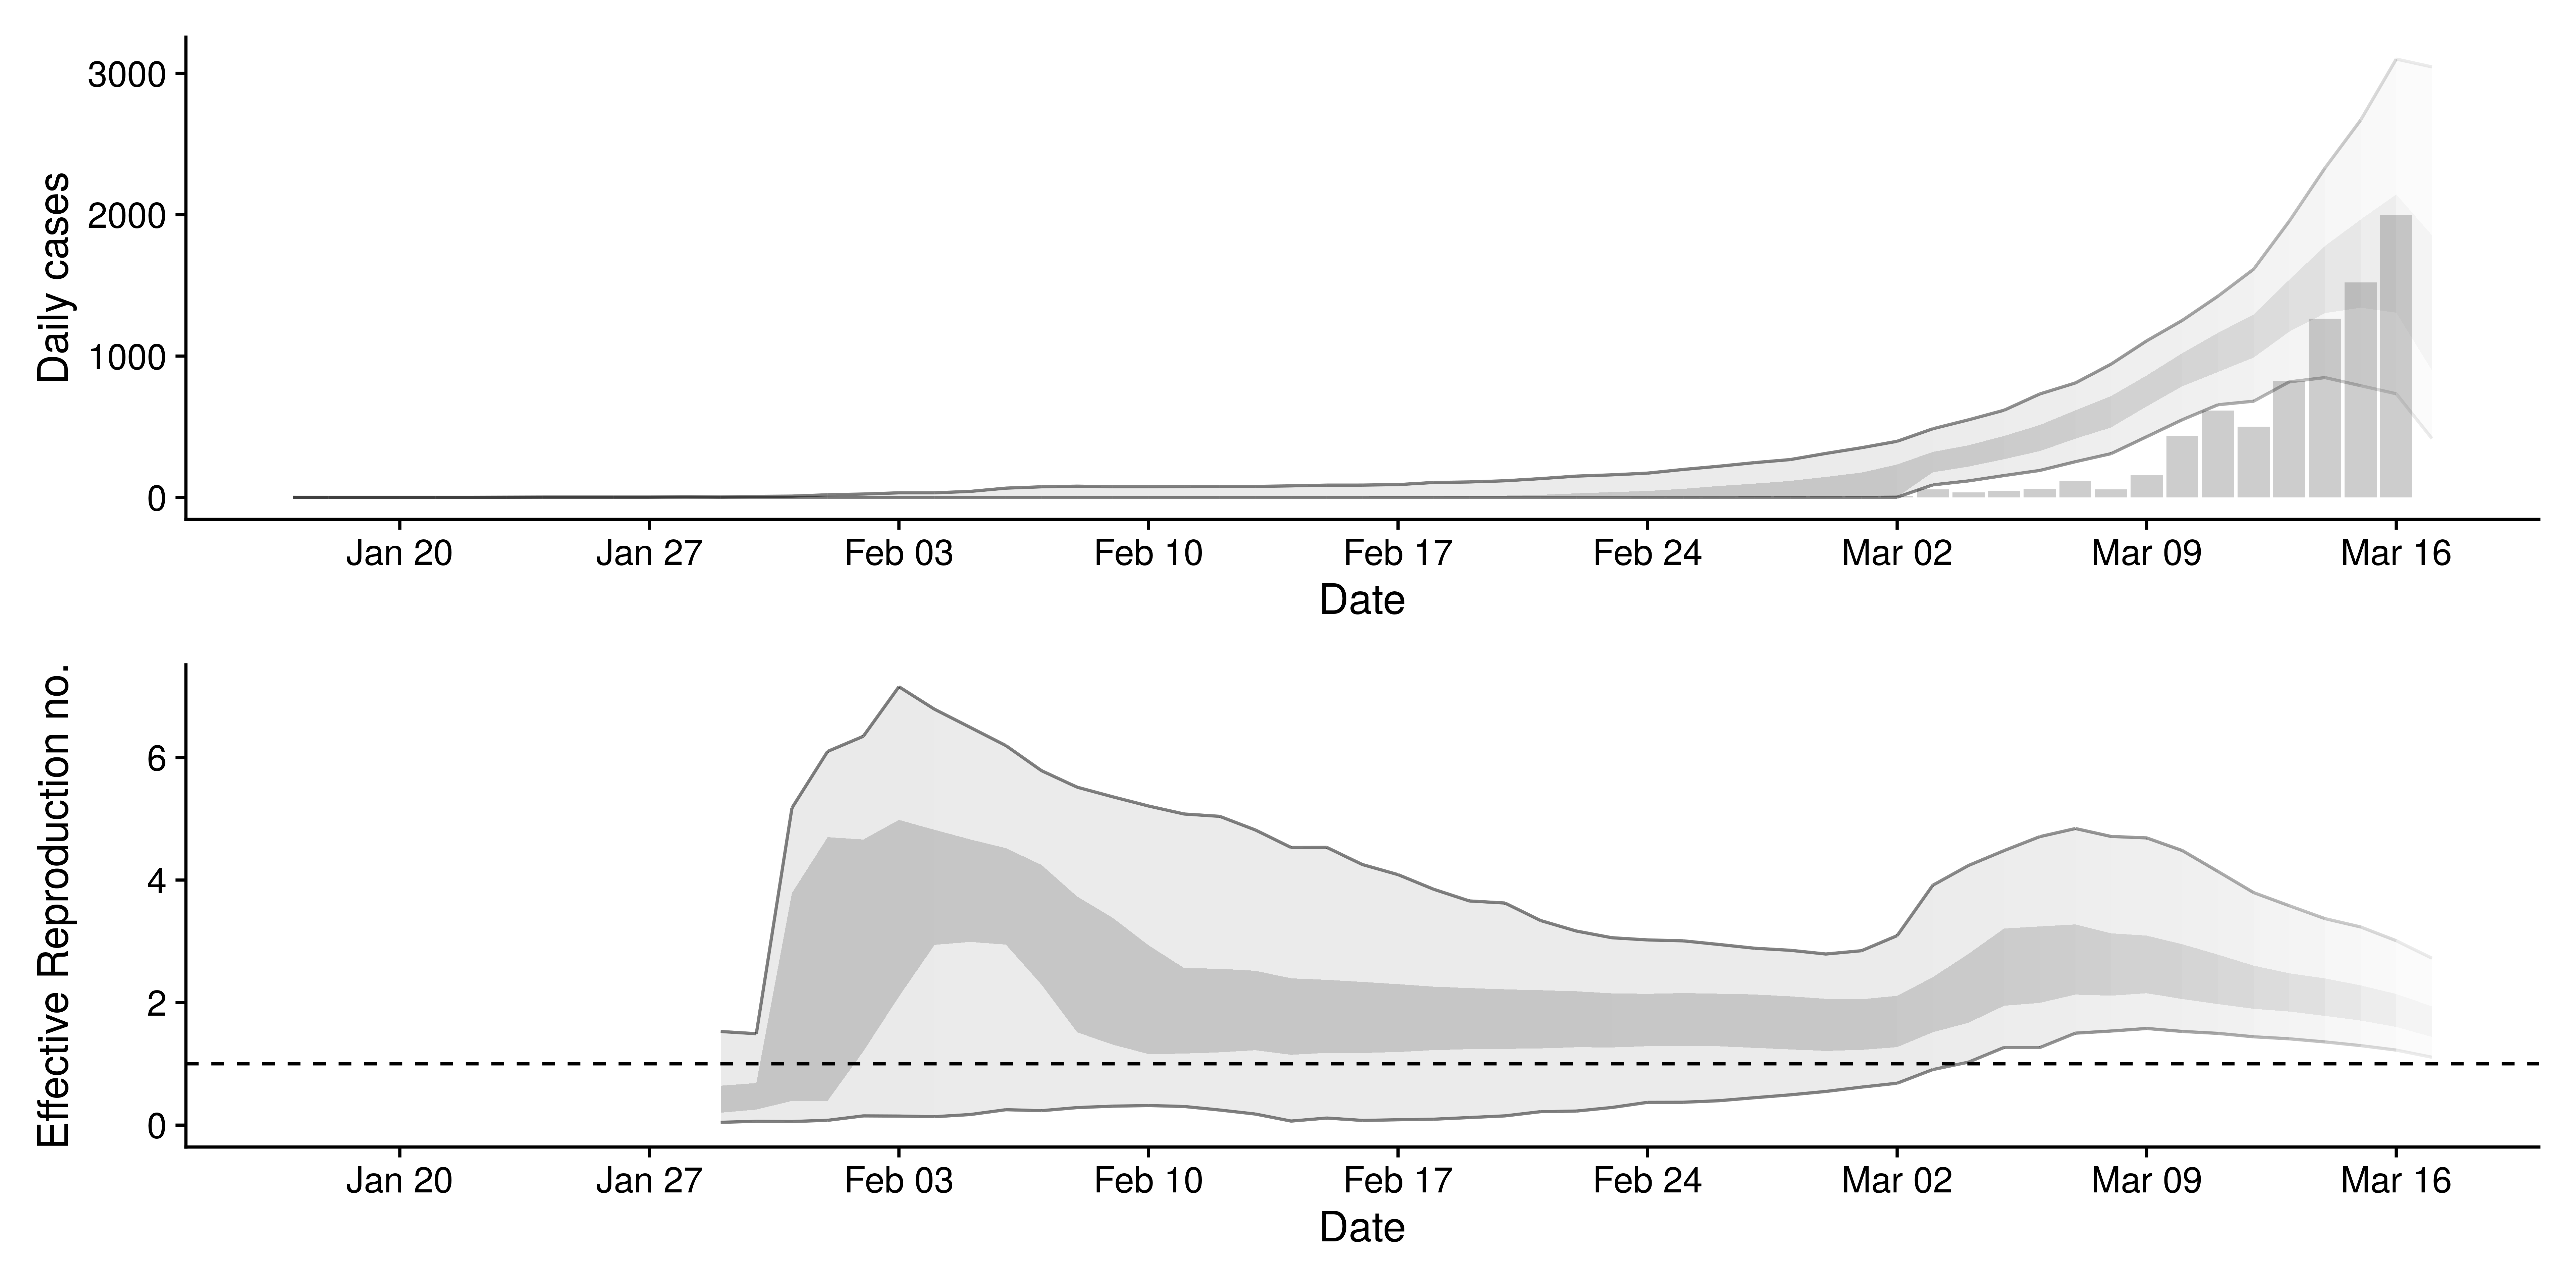 Daily cases
3000
2000
1000
0
Jan 20 Jan 27 Feb 03 Feb 10 Feb 17 Feb 24 Mar 02 Mar 09 Mar 16
Date
Effective Reproduction no.
6
4
2
0
Jan 20 Jan 27 Feb 03 Feb 10 Feb 17 Feb 24 Mar 02 Mar 09 Mar 16
Date